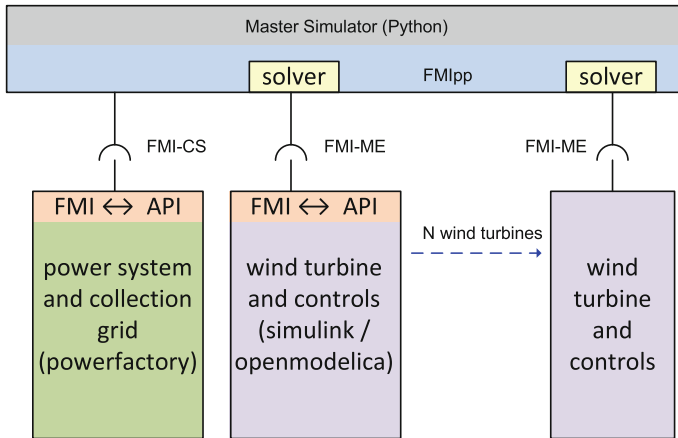 Master Simulator (Python)
solver
FMIpp
solver
FMI-CS
FMI-ME
FMI-ME
FMI ↔ API
FMI ↔ API
power system
and collection
grid
(powerfactory)
wind turbine
and controls
(simulink /
openmodelica)
N wind turbines
wind
turbine
and
controls